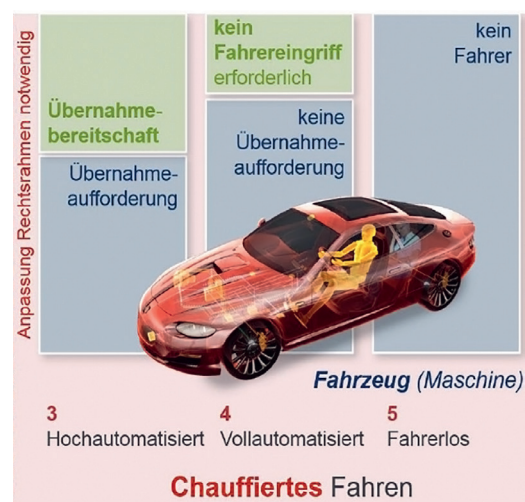 Anpassung Rechtsrahmen notwendig
Übernahme-
bereitschaft
Übernahme-
aufforderung
kein
Fahrereingriff
erforderlich
keine
Übernahme-
aufforderung
kein
Fahrer
Fahrzeug (Maschine)
3
Hochautomatisiert
4
Vollautomatisiert
5
Fahrerlos
Chauffiertes Fahren